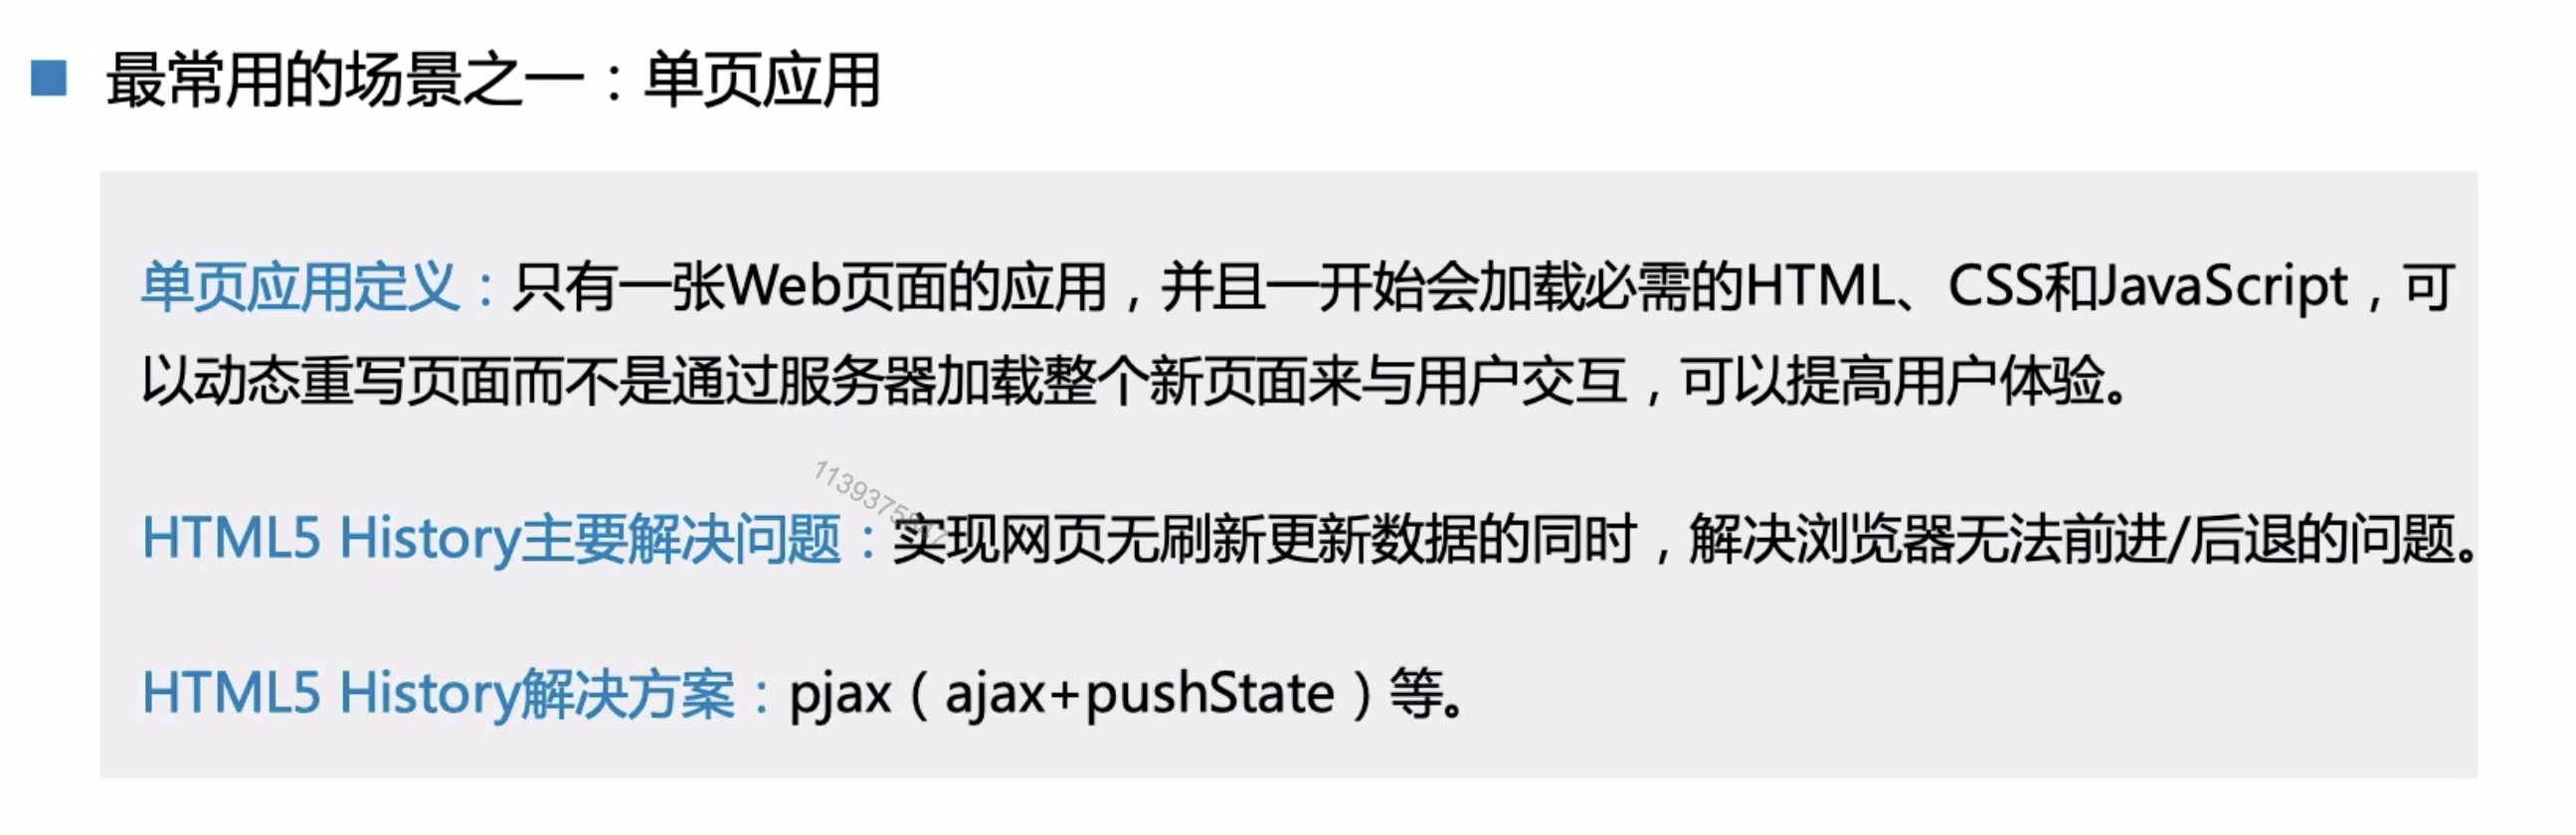 最常用的场景之一：单页应用
单页应用定义：只有一张Web页面的应用，并且一开始会加载必需的HTML、CSS和JavaScript，可
以动态重写页面而不是通过服务器加载整个新页面来与用户交互，可以提高用户体验。
HTML5 History主要解决问题：实现网页无刷新更新数据的同时，解决浏览器无法前进/后退的问题。
HTML5 History解决方案：pjax（ajax+pushState）等。